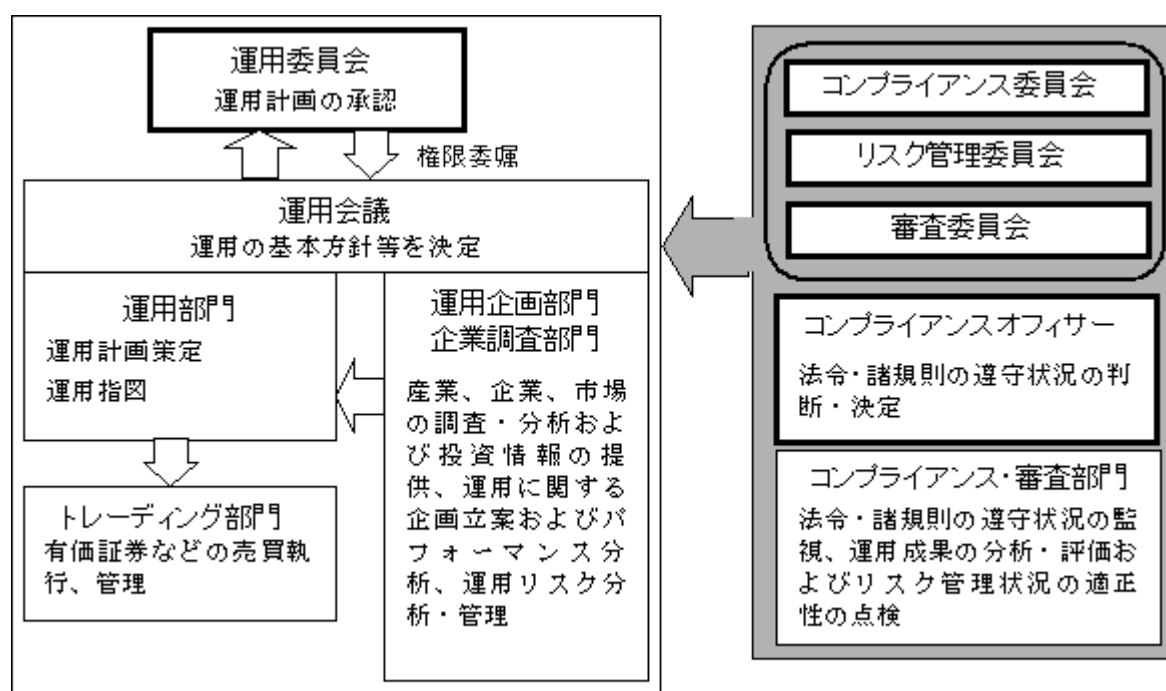 運用委員会
運用計画の承認
権限委嘱
運用会議
運用の基本方針等を決定
運用部門
運用計画策定
運用指図
運用企画部門
企業調査部門
産業、企業、市場
の調査・分析およ
び投資情報の提
供、運用に関する
企画立案およびパ
フォーマンス分
析、運用リスク分
析・管理
トレーディング部門
有価証券などの売買執
行、管理
コンプライアンス委員会
リスク管理委員会
審査委員会
コンプライアンスオフィサー
法令・諸規則の遵守状況の判
断・決定
コンプライアンス・審査部門
法令・諸規則の遵守状況の監
視、運用成果の分析・評価お
よびリスク管理状況の適正
性の点検